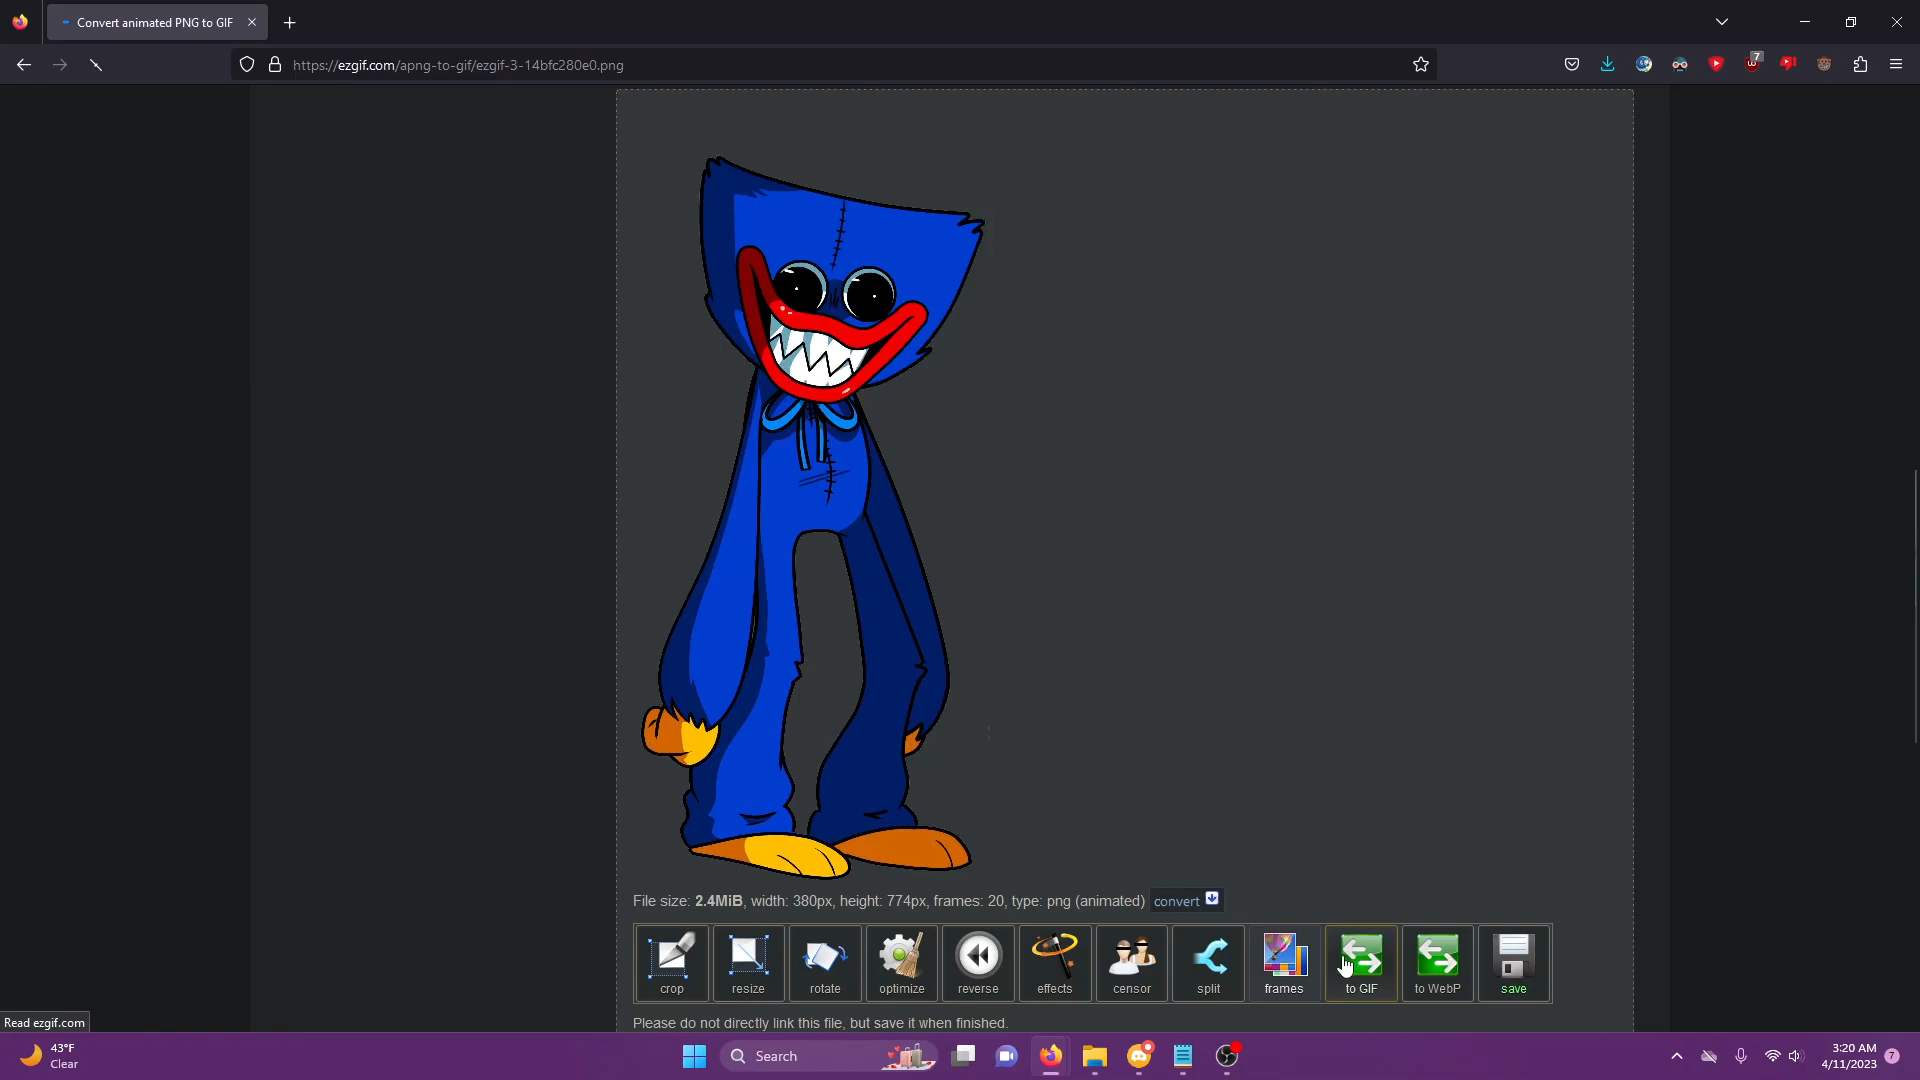 Convert animated PNG to GIF
https://ezgif.com/apng-to-gif/ezgif-3-14bfc280e0.png
7
File size: 2.4MiB, width: 380px, height: 774px, frames: 20, type: png (animated)
convert
crop
resize
rotate
optimize
reverse
effects
censor
split
frames
to GIF
to WebP
save
Please do not directly link this file, but save it when finished.
Read ezgif.com
43°F
Clear
Search
3:20 AM
4/11/2023
7